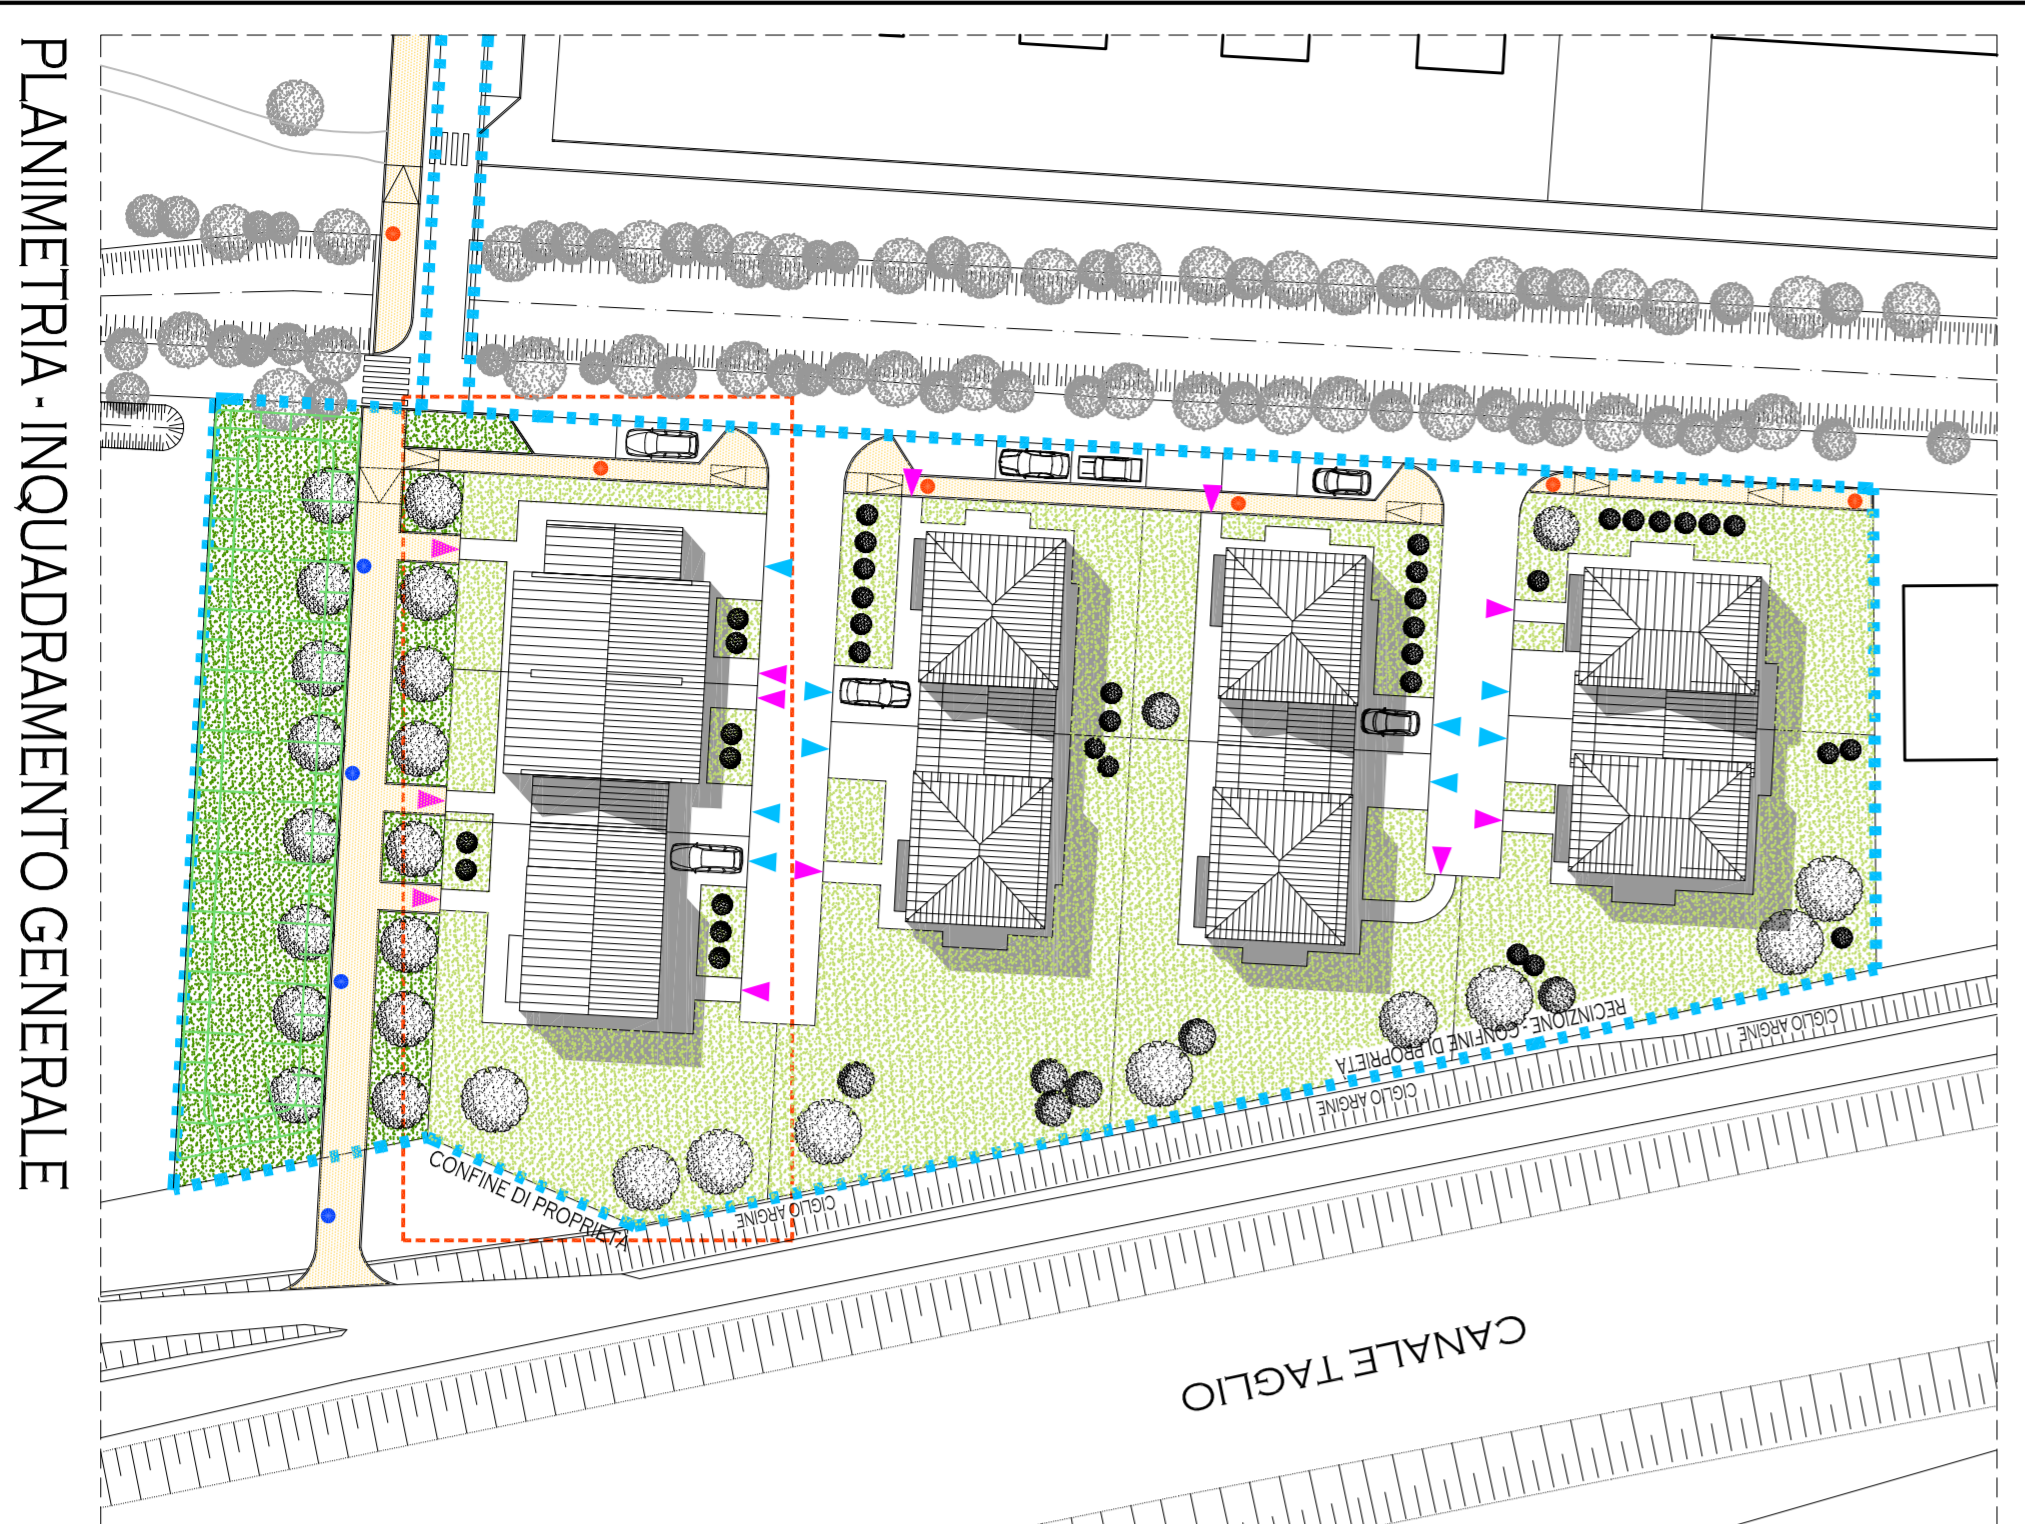 PLANIMETRIA - INQUADRAMENTO GENERALE
CONFINE DI PROPRIETÀ
CIGLIO ARGINE
RECINZIONE - CONFINE DI PROPRIETÀ
CIGLIO ARGINE
CIGLIO ARGINE
CANALE TAGLIO